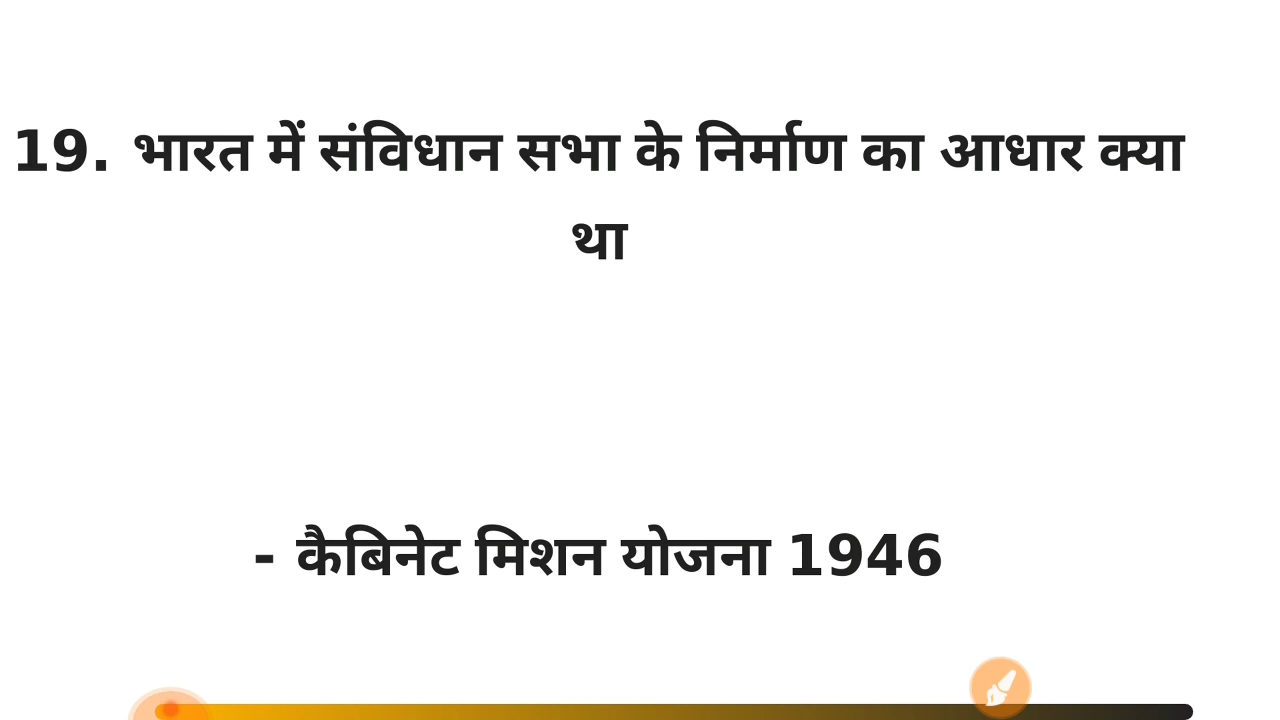 19. भारत में संविधान सभा के निर्माण का आधार क्या
था
- कैबिनेट मिशन योजना 1946